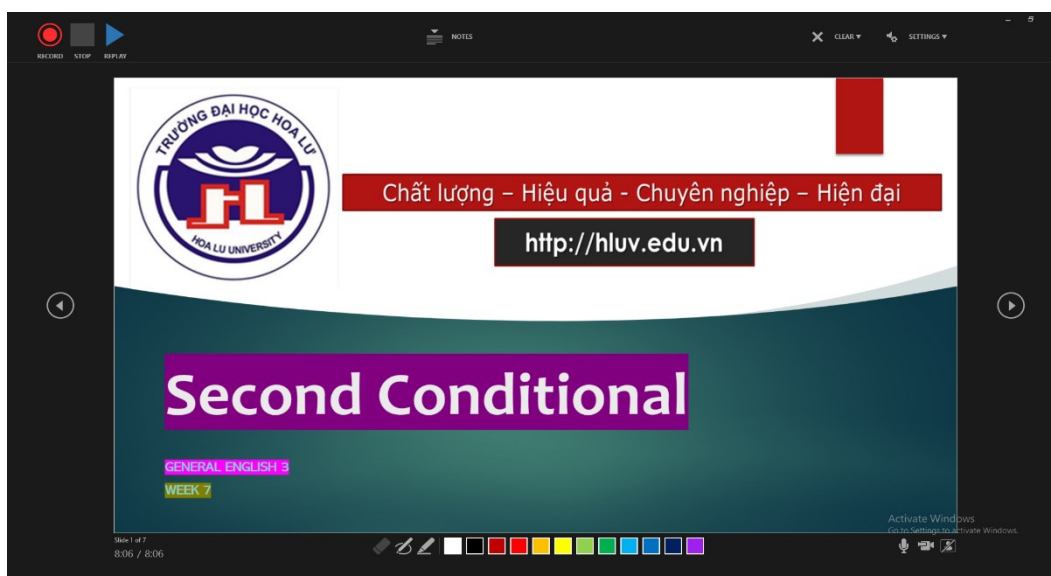 RECORD STOP REPLAY
NOTES
CLEAR
SETTINGS
TRƯỜNG ĐẠI HỌC HOA LƯ
HL
HOA LU UNIVERSITY
Chất lượng – Hiệu quả - Chuyên nghiệp – Hiện đại
http://hluv.edu.vn
Second Conditional
GENERAL ENGLISH 3
WEEK 7
Activate Windows
Go to Settings to activate Windows.
Slide 1 of 7
8:06 / 8:06